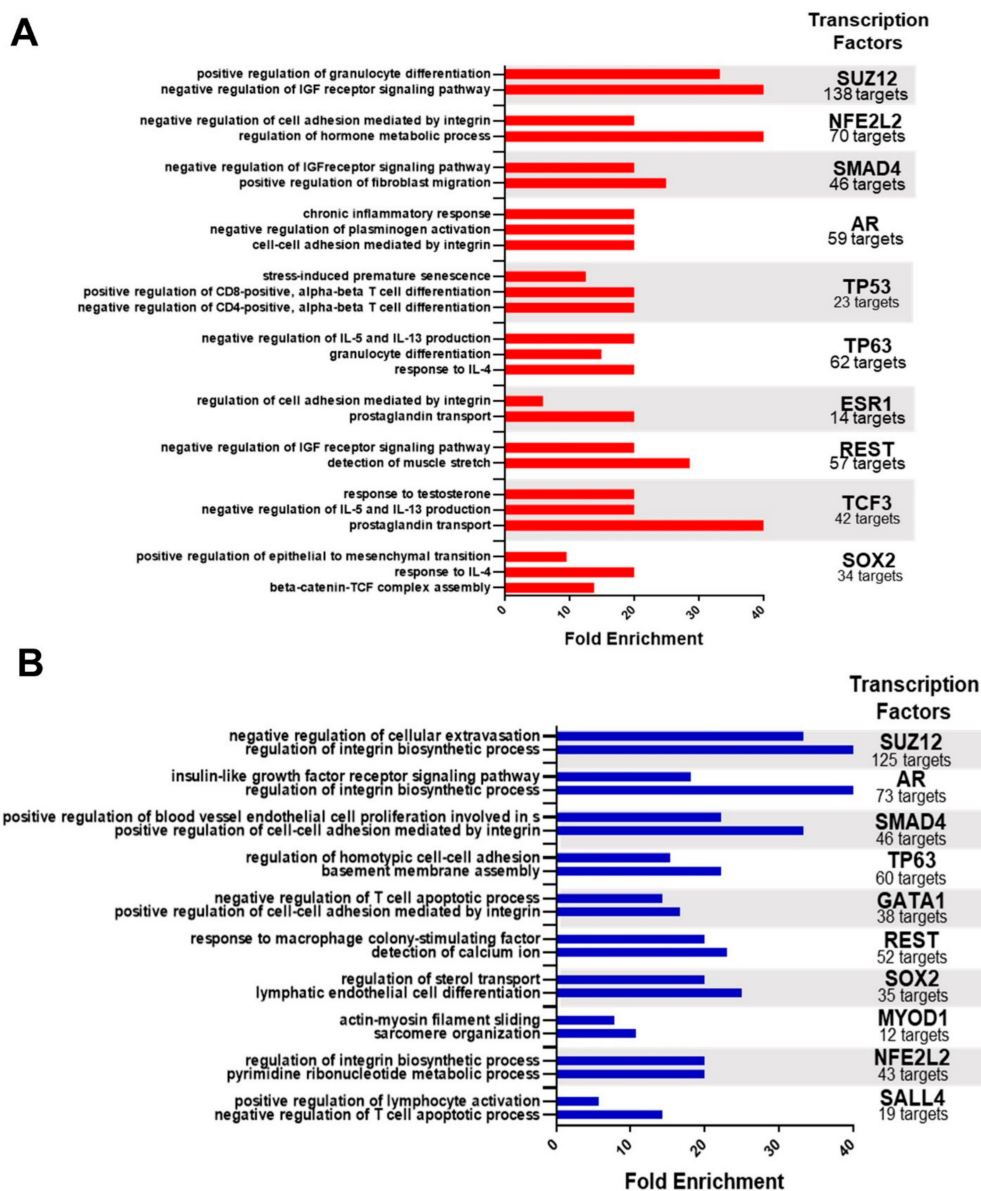 A
Transcription
Factors
positive regulation of granulocyte differentiation
negative regulation of IGF receptor signaling pathway
SUZ12
138 targets
negative regulation of cell adhesion mediated by integrin
regulation of hormone metabolic process
NFE2L2
70 targets
negative regulation of IGFreceptor signaling pathway
positive regulation of fibroblast migration
SMAD4
46 targets
chronic inflammatory response
negative regulation of plasminogen activation
cell-cell adhesion mediated by integrin
AR
59 targets
stress-induced premature senescence
positive regulation of CD8-positive, alpha-beta T cell differentiation
negative regulation of CD4-positive, alpha-beta T cell differentiation
TP53
23 targets
negative regulation of IL-5 and IL-13 production
granulocyte differentiation
response to IL-4
TP63
62 targets
regulation of cell adhesion mediated by integrin
prostaglandin transport
ESR1
14 targets
negative regulation of IGF receptor signaling pathway
detection of muscle stretch
REST
57 targets
response to testosterone
negative regulation of IL-5 and IL-13 production
prostaglandin transport
TCF3
42 targets
positive regulation of epithelial to mesenchymal transition
response to IL-4
beta-catenin-TCF complex assembly
SOX2
34 targets
0 10 20 30 40
Fold Enrichment
B
Transcription
Factors
negative regulation of cellular extravasation
regulation of integrin biosynthetic process
SUZ12
125 targets
insulin-like growth factor receptor signaling pathway
regulation of integrin biosynthetic process
AR
73 targets
positive regulation of blood vessel endothelial cell proliferation involved in s
positive regulation of cell-cell adhesion mediated by integrin
SMAD4
46 targets
regulation of homotypic cell-cell adhesion
basement membrane assembly
TP63
60 targets
negative regulation of T cell apoptotic process
positive regulation of cell-cell adhesion mediated by integrin
GATA1
38 targets
response to macrophage colony-stimulating factor
detection of calcium ion
REST
52 targets
regulation of sterol transport
lymphatic endothelial cell differentiation
SOX2
35 targets
actin-myosin filament sliding
sarcomere organization
MYOD1
12 targets
regulation of integrin biosynthetic process
pyrimidine ribonucleotide metabolic process
NFE2L2
43 targets
positive regulation of lymphocyte activation
negative regulation of T cell apoptotic process
SALL4
19 targets
0 10 20 30 40
Fold Enrichment